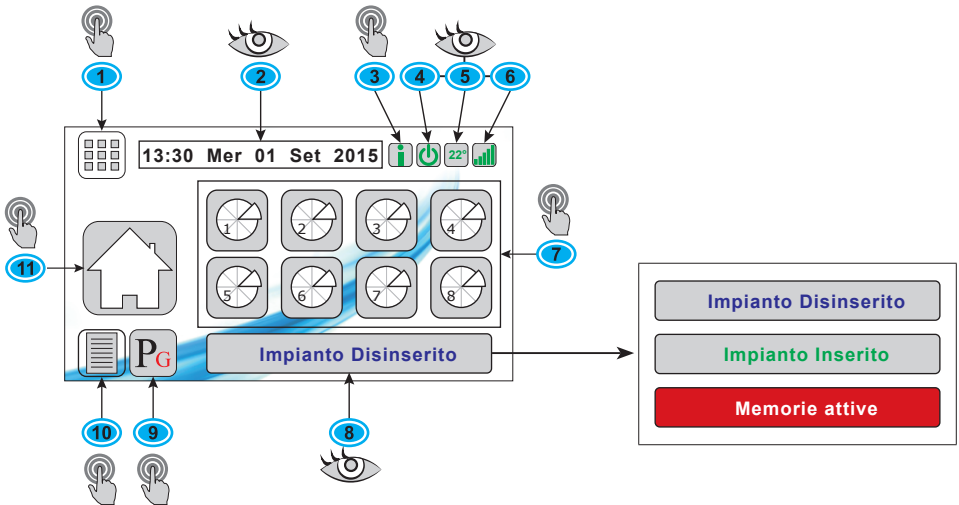 1
2
3
4
5
6
13:30 Mer 01 Set 2015
i
22°
1
2
3
4
11
7
5
6
7
8
Impianto Disinserito
PG
Impianto Disinserito
Impianto Inserito
Memorie attive
10
9
8